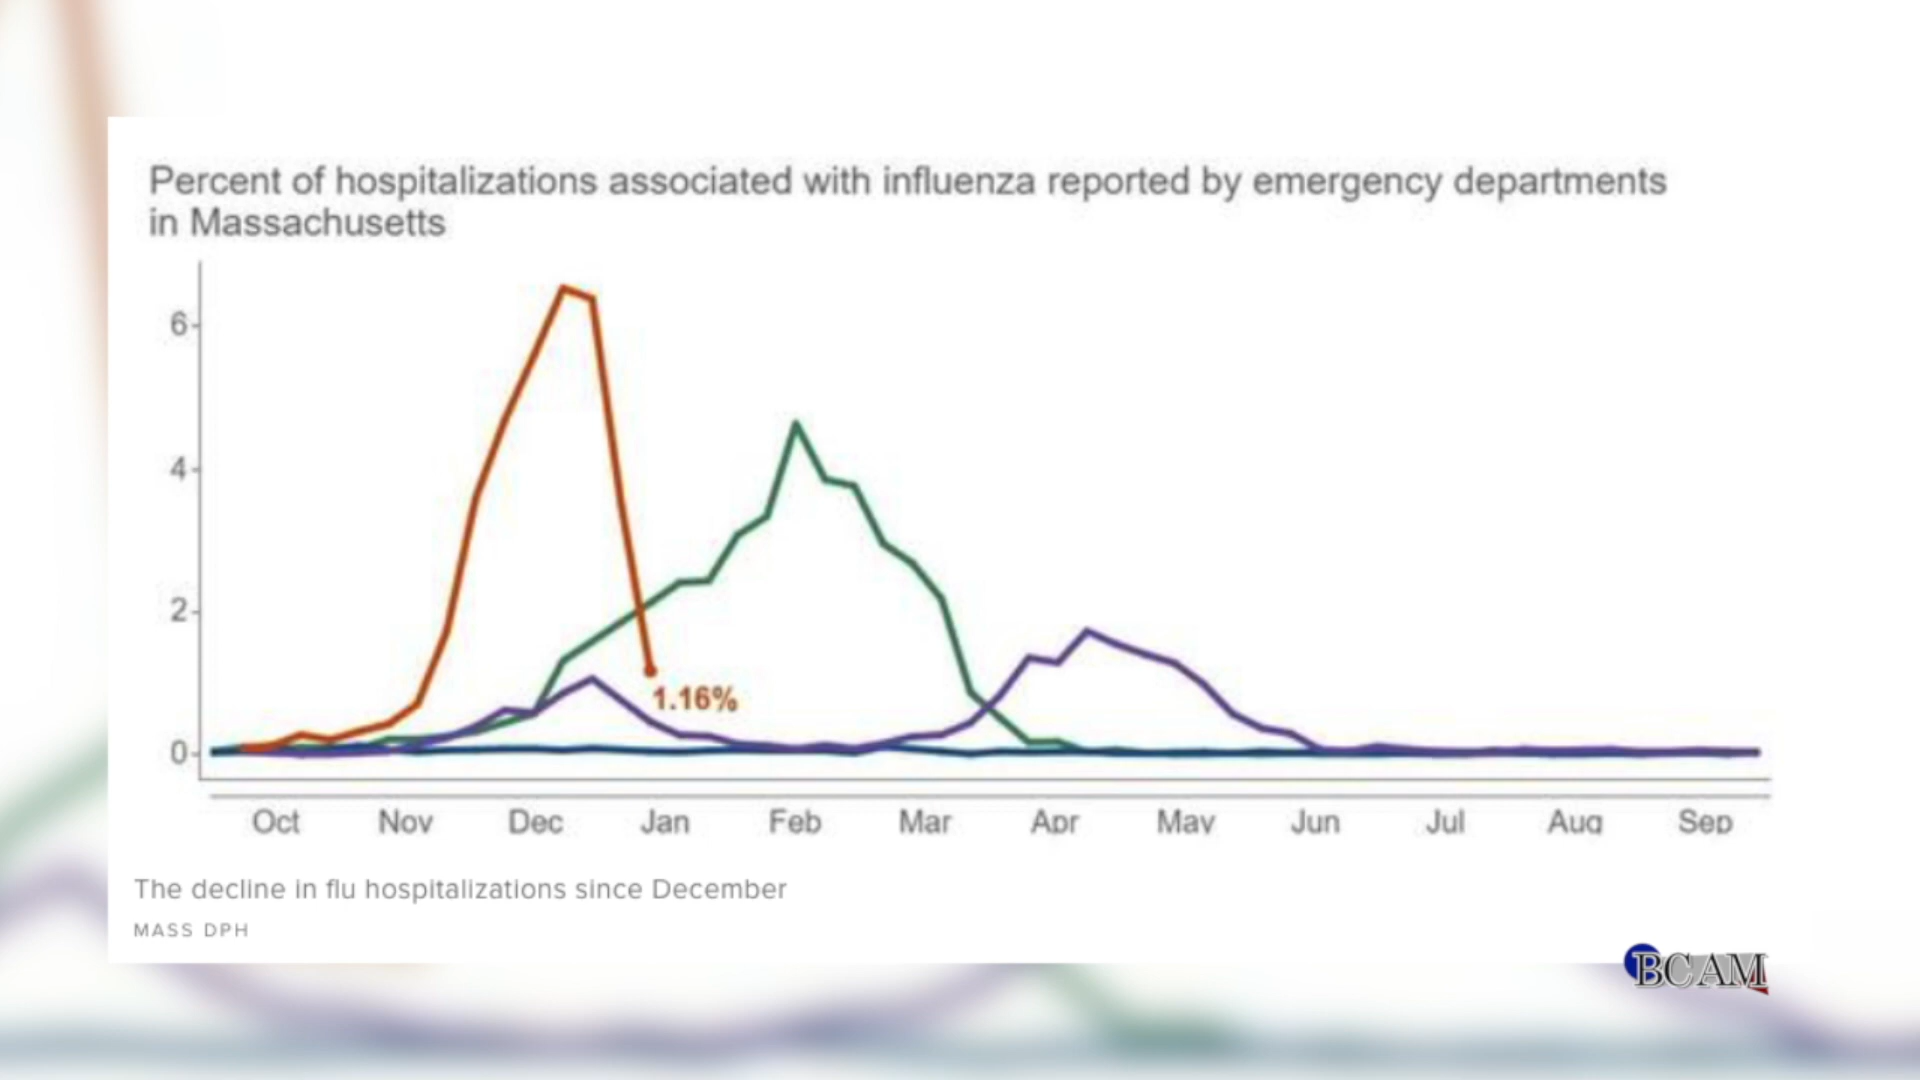 Percent of hospitalizations associated with influenza reported by emergency departments
in Massachusetts
6
4
2
0
1.16%
Oct Nov Dec Jan Feb Mar Apr May Jun Jul Aug Sep
The decline in flu hospitalizations since December
MASS DPH
BCAM